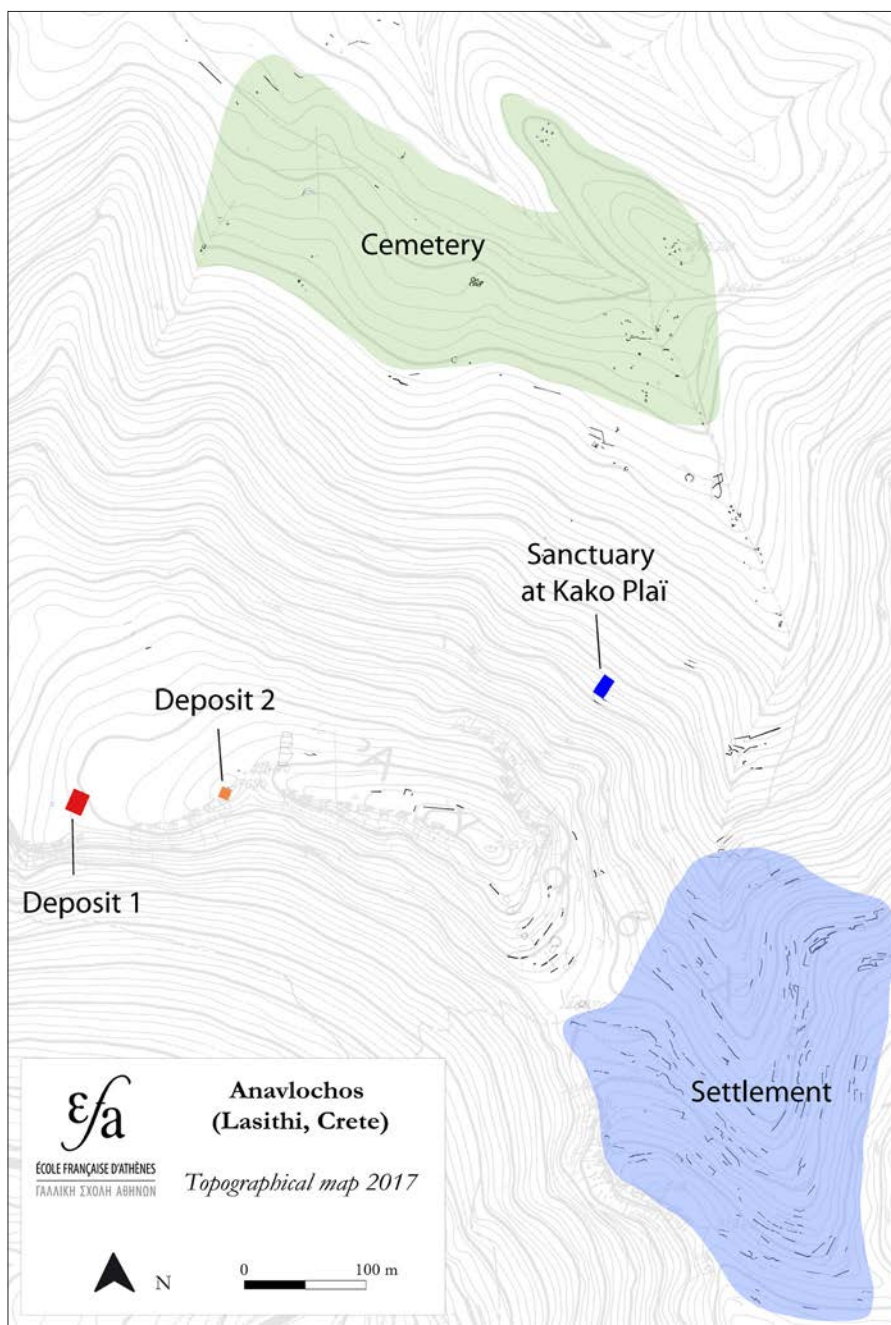 Cemetery
Sanctuary
at Kako Plaï
Deposit 2
Deposit 1
Settlement
εfa
ÉCOLE FRANÇAISE D'ATHÈNES
ΓΑΛΛΙΚΗ ΣΧΟΛΗ ΑΘΗΝΩΝ
Anavlochos
(Lasithi, Crete)
Topographical map 2017
N
0 100 m